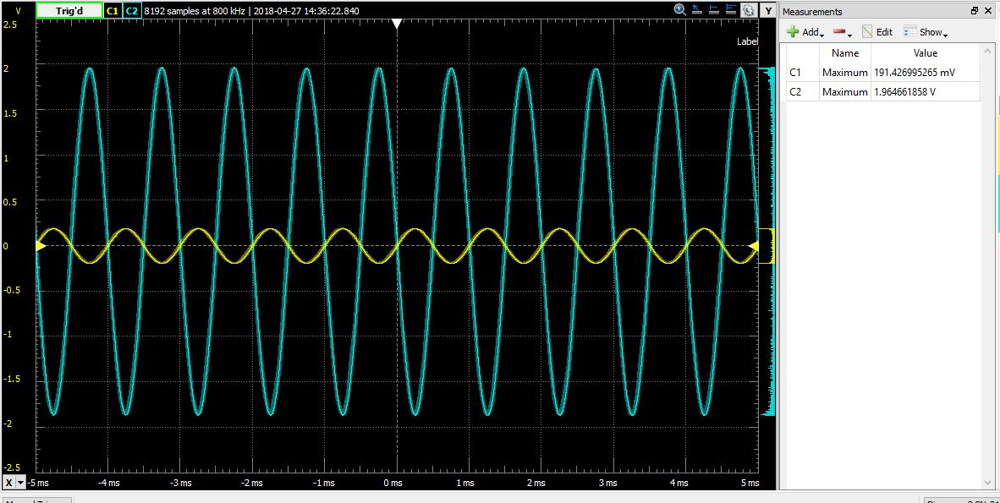 V Trig'd C1 C2 8192 samples at 800 kHz | 2018-04-27 14:36:22.840 Y
Label
2.5
2
1.5
1
0.5
0
-0.5
-1
-1.5
-2
-2.5
X -5 ms -4 ms -3 ms -2 ms -1 ms 0 ms 1 ms 2 ms 3 ms 4 ms 5 ms
Measurements
Add Edit Show
Name Value
C1 Maximum 191.426995265 mV
C2 Maximum 1.964661858 V